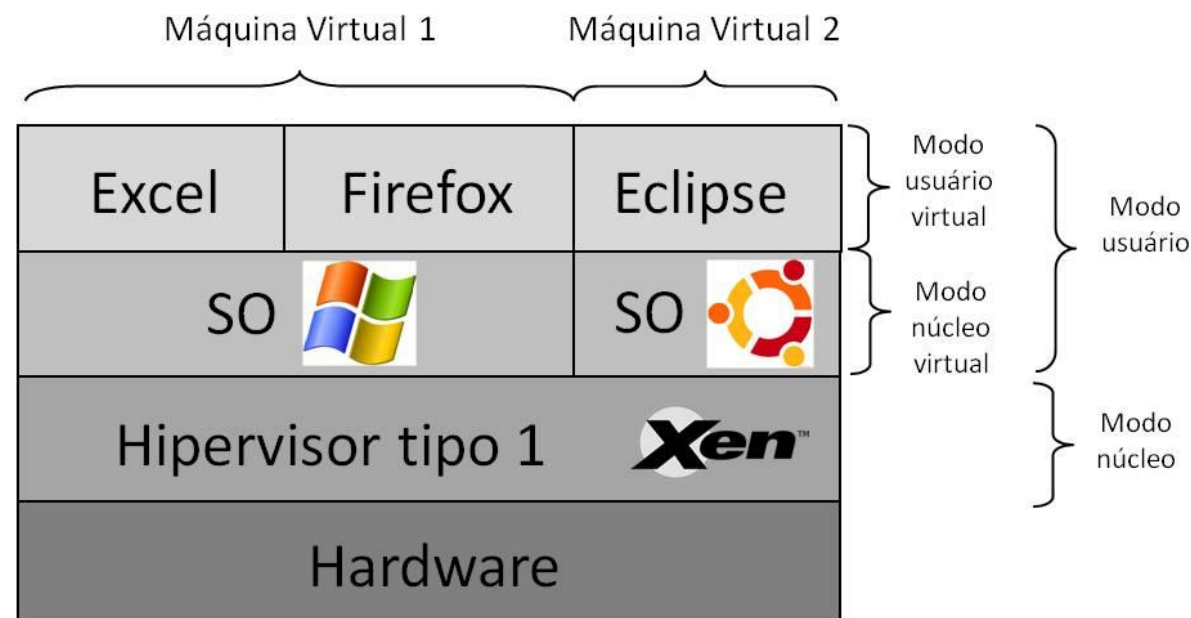 Máquina Virtual 1
Máquina Virtual 2
Excel
Firefox
Eclipse
Modo
usuário
virtual
Modo
usuário
SO
SO
Modo
núcleo
virtual
Hipervisor tipo 1
Xen™
Modo
núcleo
Hardware